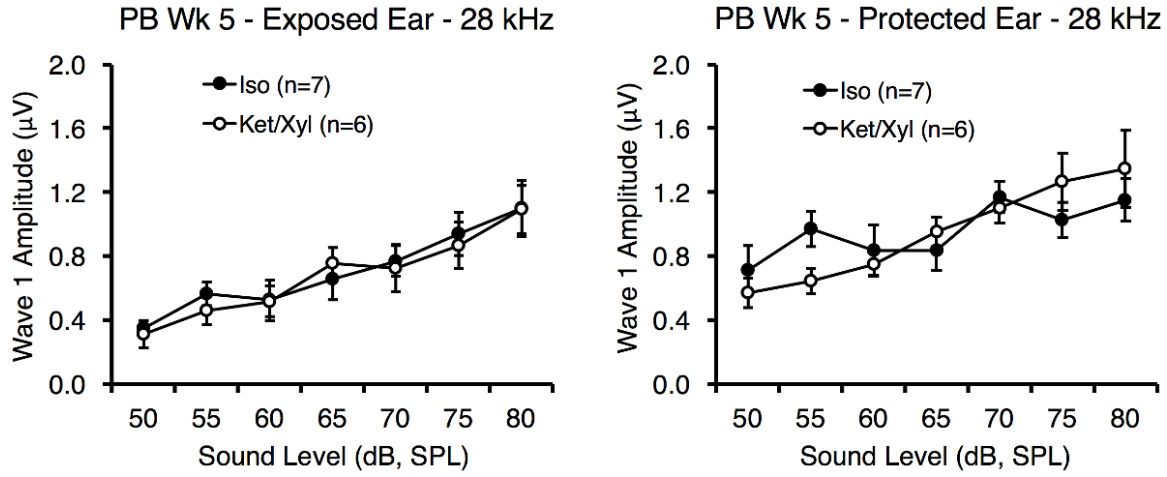 PB Wk 5 - Exposed Ear - 28 kHz
Wave 1 Amplitude (µV)
2.0
1.6
1.2
0.8
0.4
0.0
Iso (n=7)
Ket/Xyl (n=6)
50 55 60 65 70 75 80
Sound Level (dB, SPL)
PB Wk 5 - Protected Ear - 28 kHz
Wave 1 Amplitude (µV)
2.0
1.6
1.2
0.8
0.4
0.0
Iso (n=7)
Ket/Xyl (n=6)
50 55 60 65 70 75 80
Sound Level (dB, SPL)